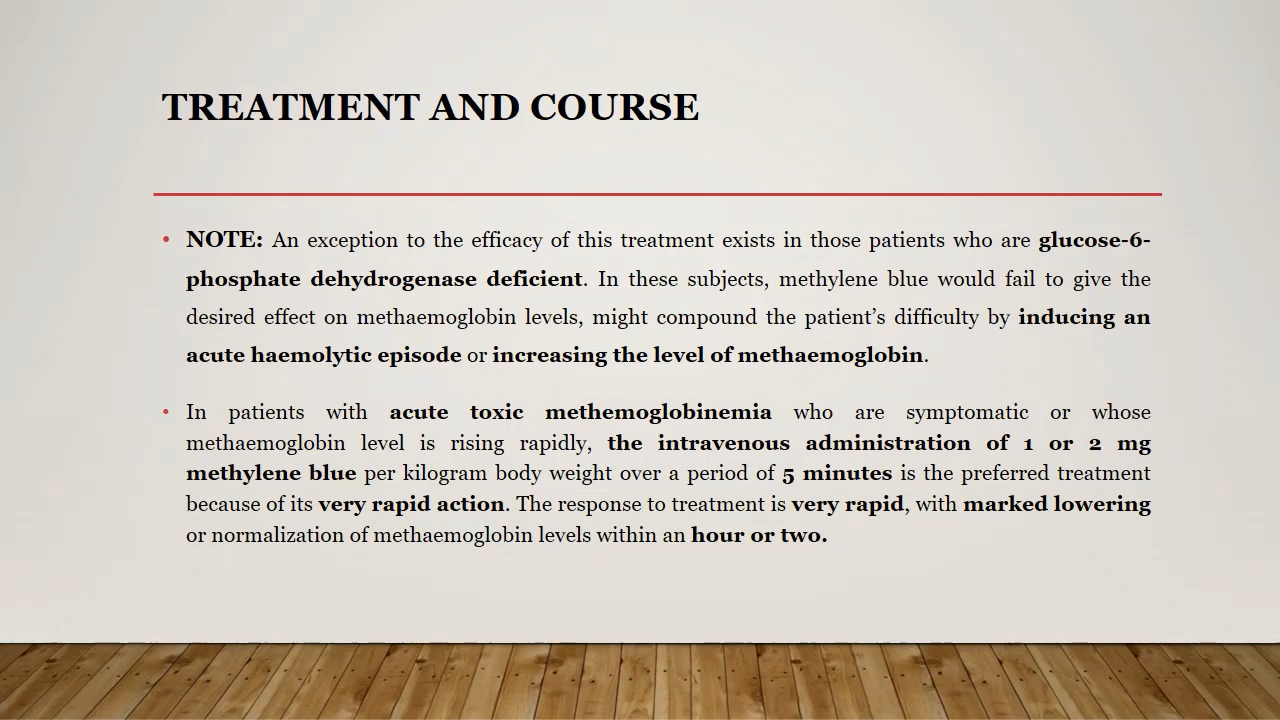 TREATMENT AND COURSE
• NOTE: An exception to the efficacy of this treatment exists in those patients who are glucose-6-
phosphate dehydrogenase deficient. In these subjects, methylene blue would fail to give the
desired effect on methaemoglobin levels, might compound the patient’s difficulty by inducing an
acute haemolytic episode or increasing the level of methaemoglobin.
• In patients with acute toxic methemoglobinemia who are symptomatic or whose
methaemoglobin level is rising rapidly, the intravenous administration of 1 or 2 mg
methylene blue per kilogram body weight over a period of 5 minutes is the preferred treatment
because of its very rapid action. The response to treatment is very rapid, with marked lowering
or normalization of methaemoglobin levels within an hour or two.